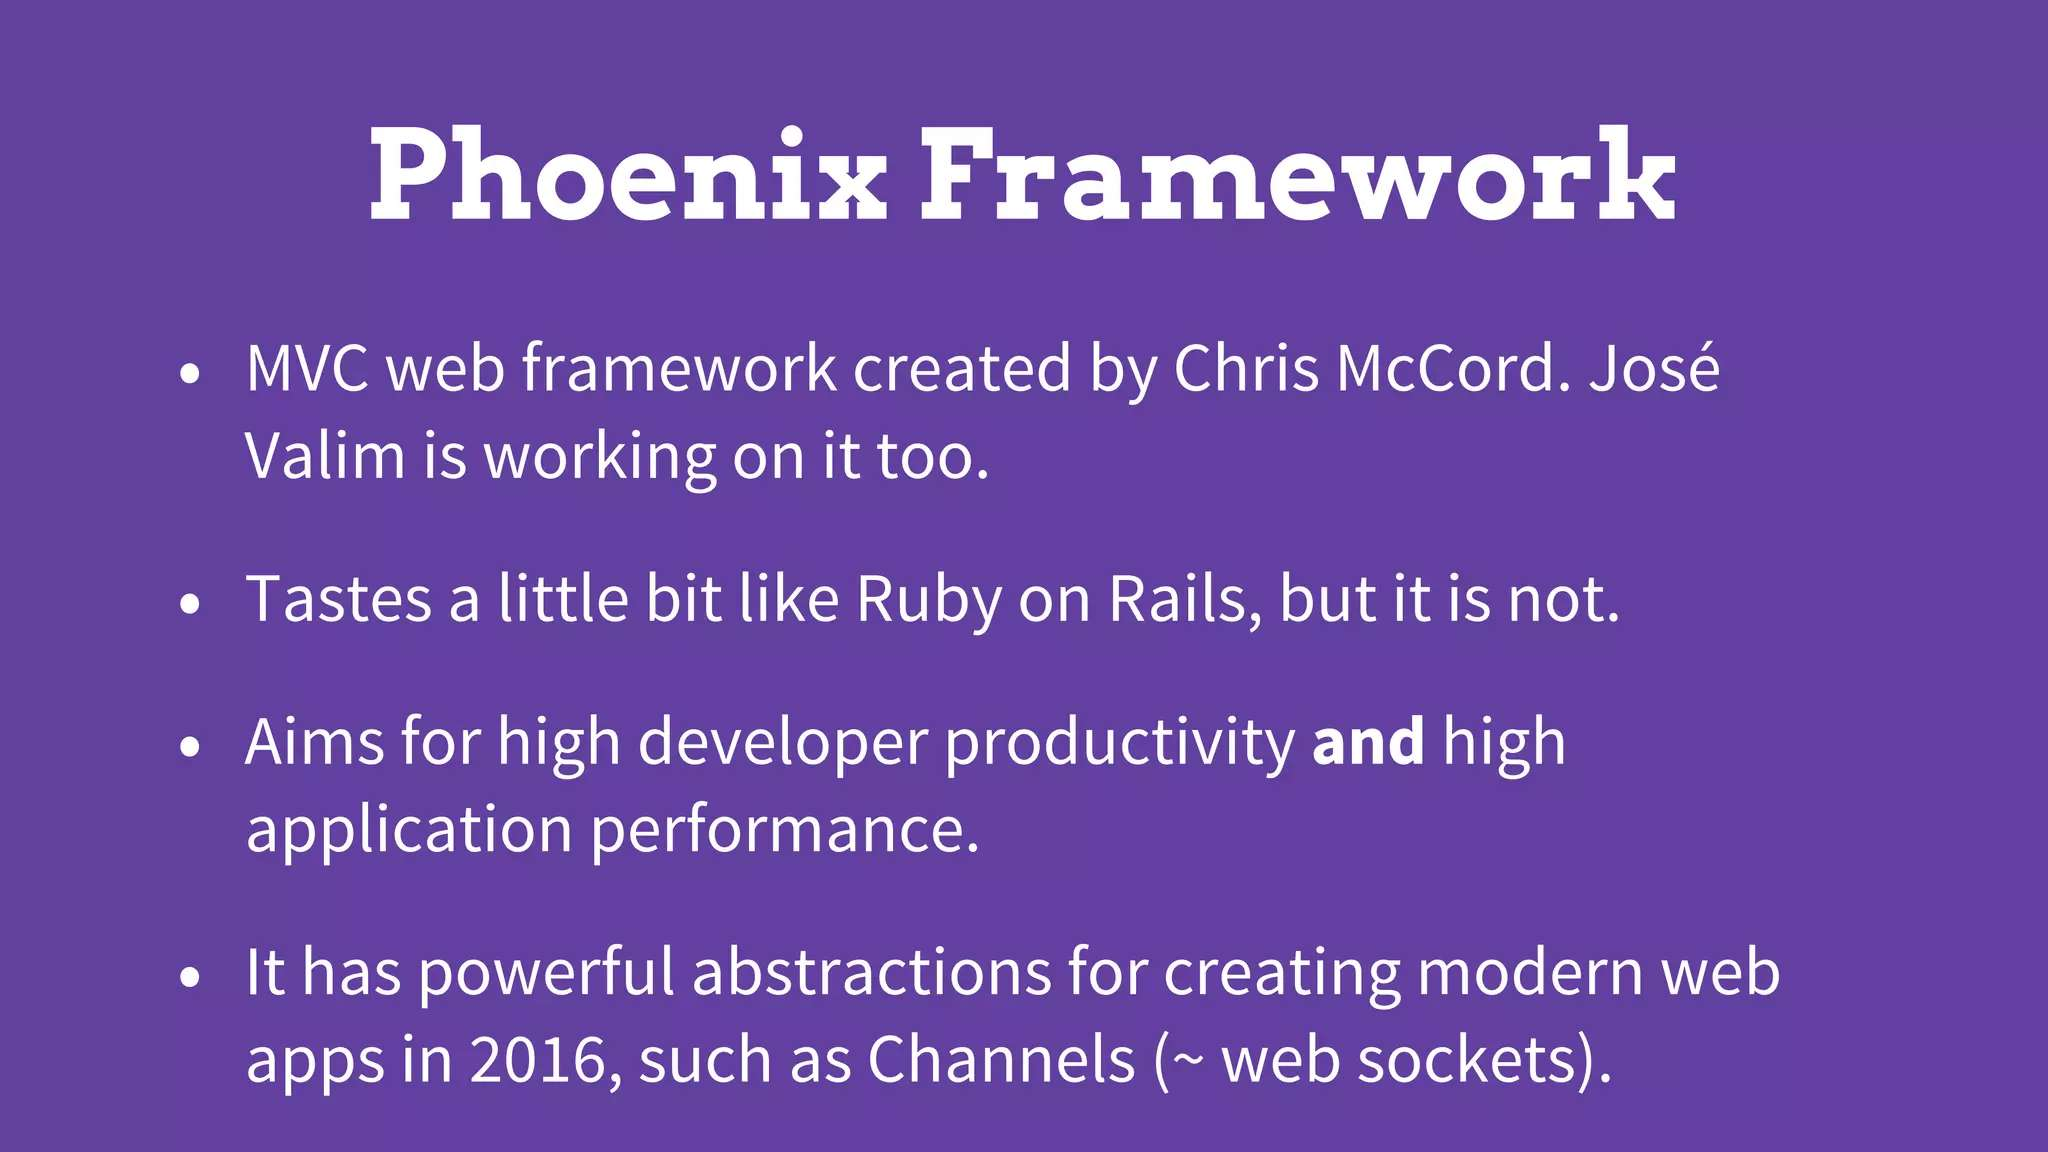 Phoenix Framework
• MVC web framework created by Chris McCord. José
Valim is working on it too.
• Tastes a little bit like Ruby on Rails, but it is not.
• Aims for high developer productivity and high
application performance.
• It has powerful abstractions for creating modern web
apps in 2016, such as Channels (~ web sockets).